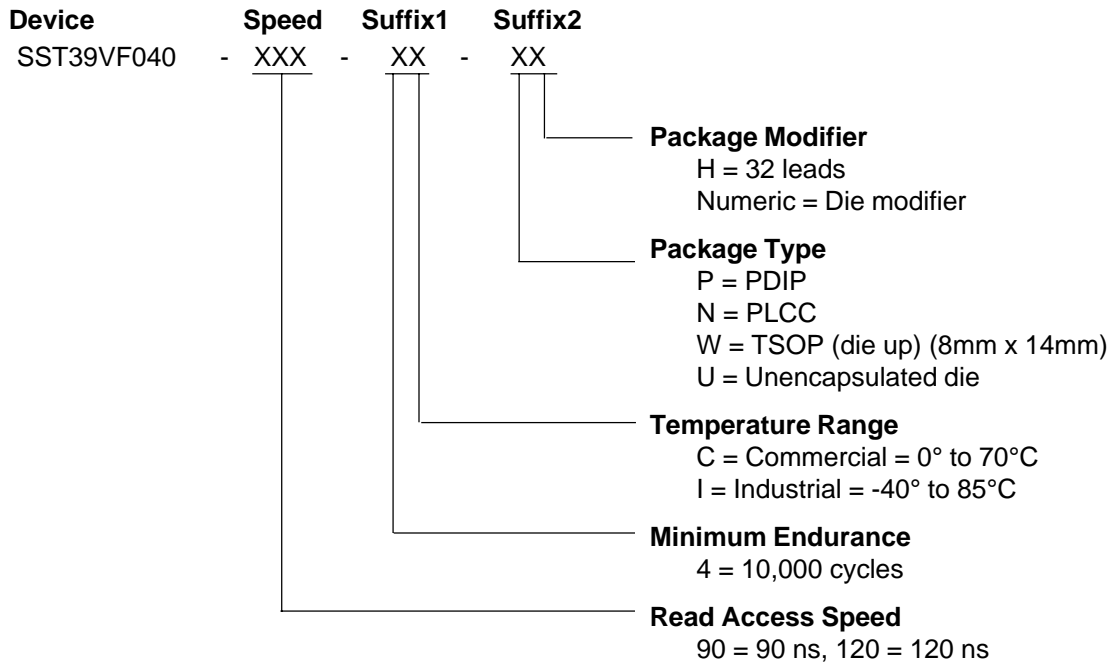 Device Speed Suffix1 Suffix2
SST39VF040 - XXX - XX - XX
Package Modifier
H = 32 leads
Numeric = Die modifier
Package Type
P = PDIP
N = PLCC
W = TSOP (die up) (8mm x 14mm)
U = Unencapsulated die
Temperature Range
C = Commercial = 0° to 70°C
I = Industrial = -40° to 85°C
Minimum Endurance
4 = 10,000 cycles
Read Access Speed
90 = 90 ns, 120 = 120 ns